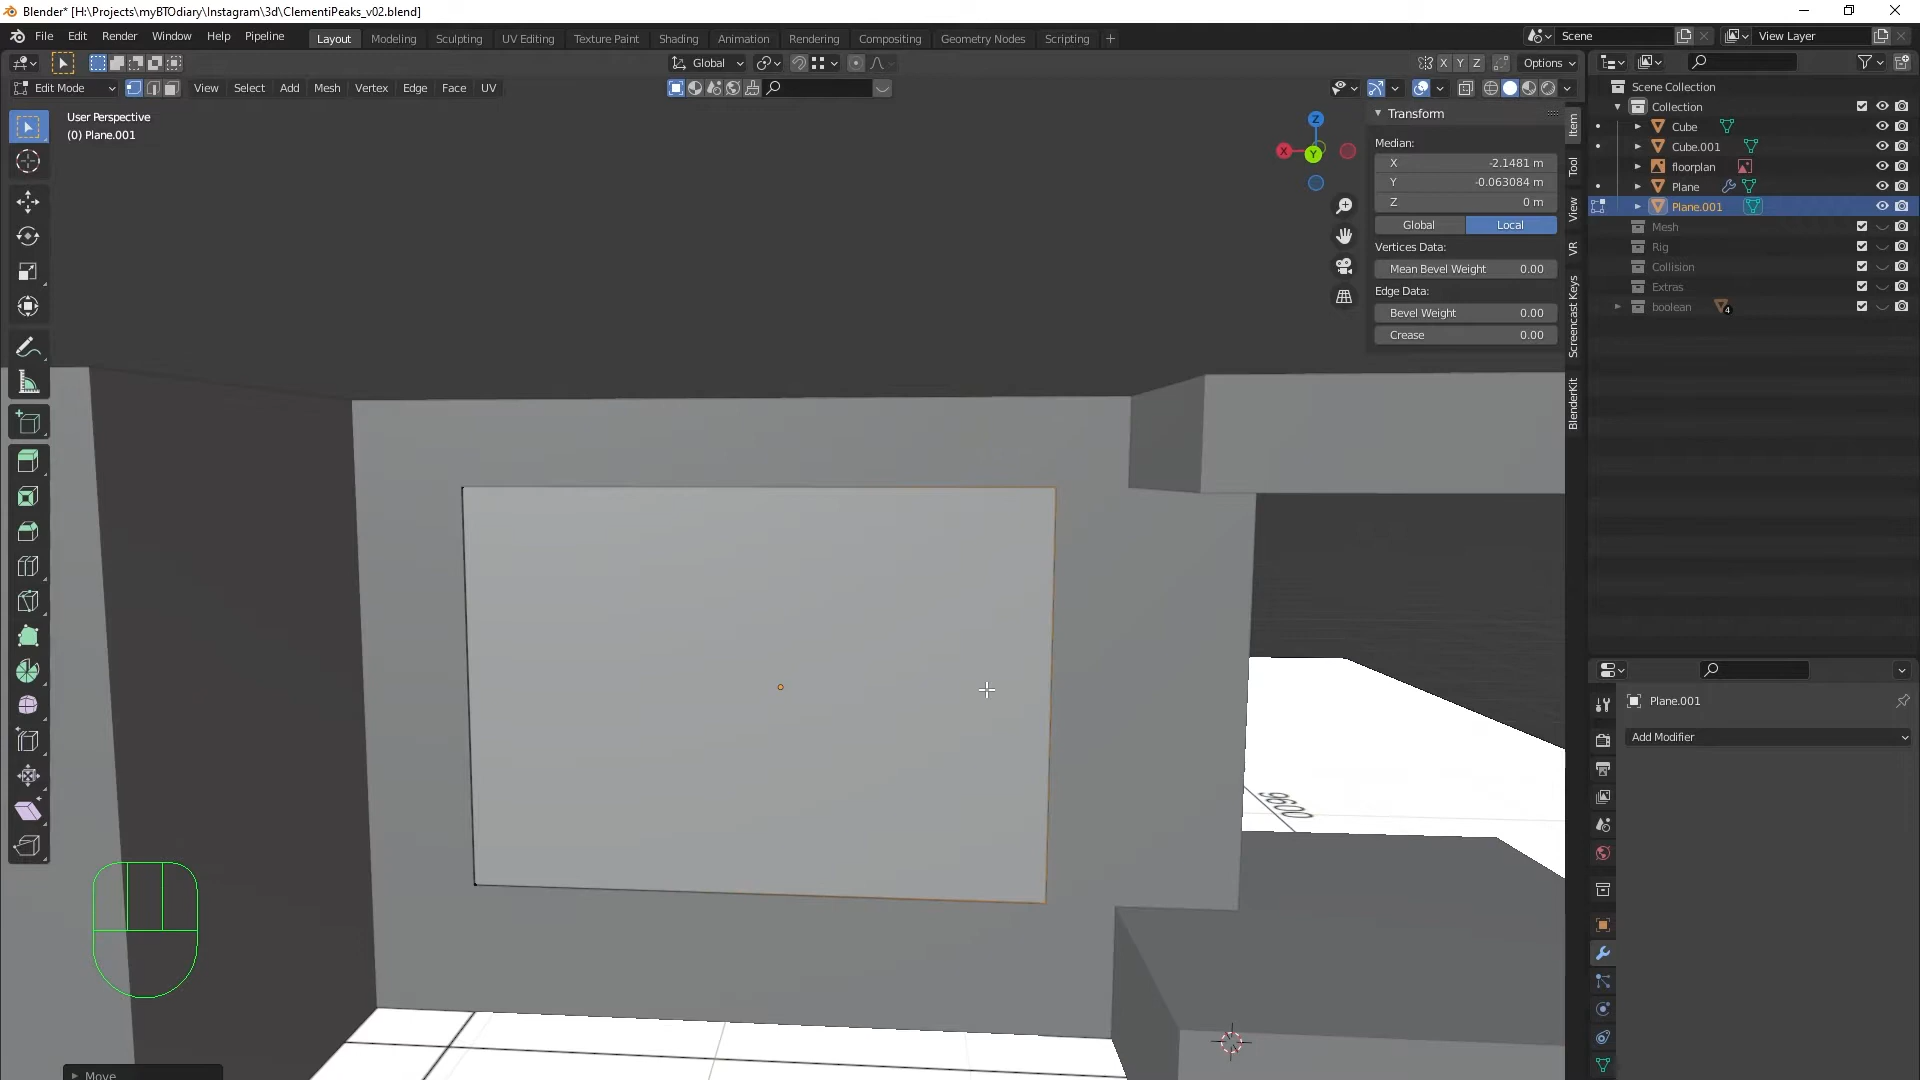 Blender* [H:\Projects\myBTOdiary\Instagram\3d\ClementiPeaks_v02.blend]
File Edit Render Window Help Pipeline
Layout Modeling Sculpting UV Editing Texture Paint Shading Animation Rendering Compositing Geometry Nodes Scripting +
Scene
View Layer
Global
X Y Z
Options
Edit Mode
View Select Add Mesh Vertex Edge Face UV
User Perspective
(0) Plane.001
Z
X
Y
Transform
Median:
X -2.1481 m
Y -0.063084 m
Z 0 m
Global Local
Vertices Data:
Mean Bevel Weight 0.00
Edge Data:
Bevel Weight 0.00
Crease 0.00
Item
Tool
View
VR
Screencast Keys
BlenderKit
Scene Collection
Collection
Cube
Cube.001
floorplan
Plane
Plane.001
Mesh
Rig
Collision
Extras
boolean 4
Plane.001
Add Modifier
9600
Move